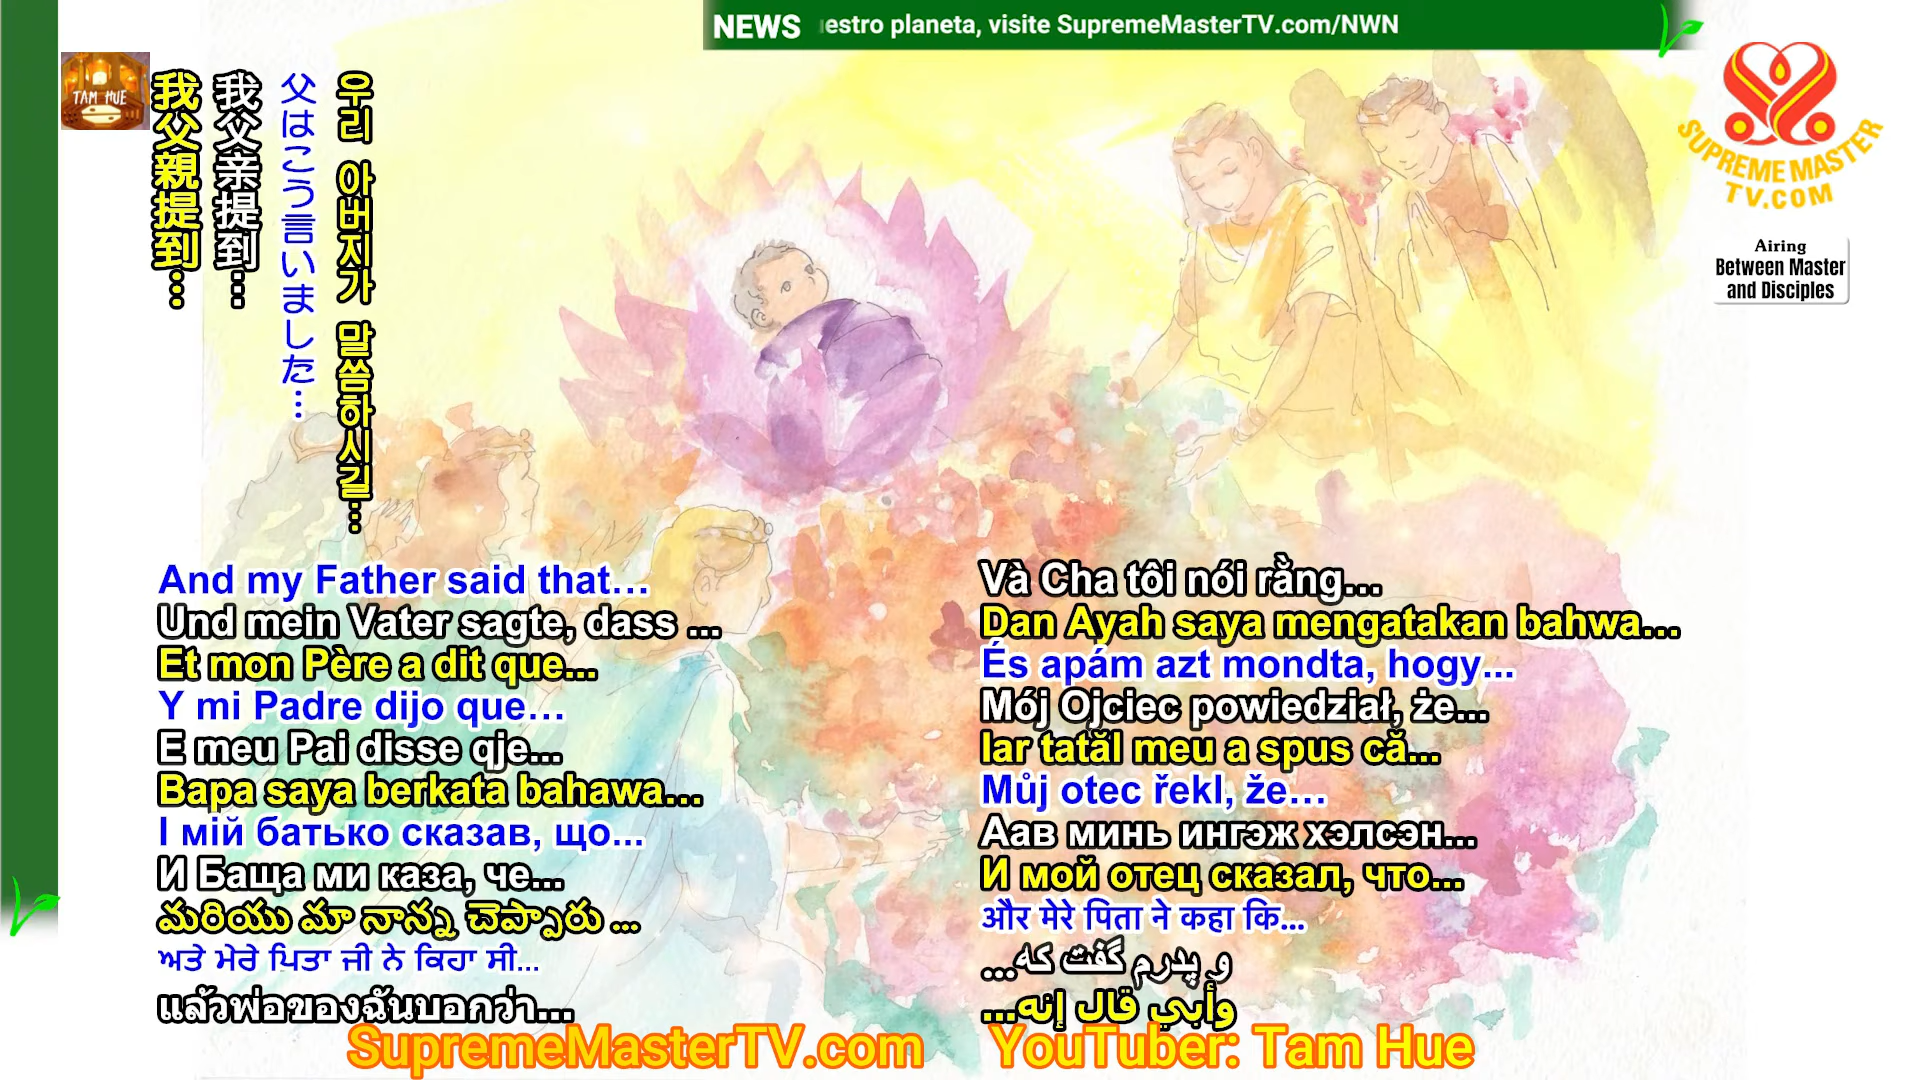 NEWS estro planeta, visite SupremeMasterTV.com/NWN
TAM HUE
SUPREME MASTER
TV.COM
Airing
Between Master
and Disciples
우리 아버지가 말씀하시길…
父はこう言いました…
我父亲提到…
我父親提到…
And my Father said that…
Und mein Vater sagte, dass ...
Et mon Père a dit que...
Y mi Padre dijo que…
E meu Pai disse qje...
Bapa saya berkata bahawa…
І мій батько сказав, що...
И Баща ми каза, че...
మరియు మా నాన్న చెప్పారు ...
ਅਤੇ ਮੇਰੇ ਪਿਤਾ ਜੀ ਨੇ ਕਿਹਾ ਸੀ...
แล้วพ่อของฉันบอกว่า...
Và Cha tôi nói rằng...
Dan Ayah saya mengatakan bahwa…
És apám azt mondta, hogy...
Mój Ojciec powiedział, że...
Iar tatăl meu a spus că...
Můj otec řekl, že…
Аав минь ингэж хэлсэн...
И мой отец сказал, что...
और मेरे पिता ने कहा कि...
و پدرم گفت که...
وأبي قال إنه...
SupremeMasterTV.com
YouTuber: Tam Hue